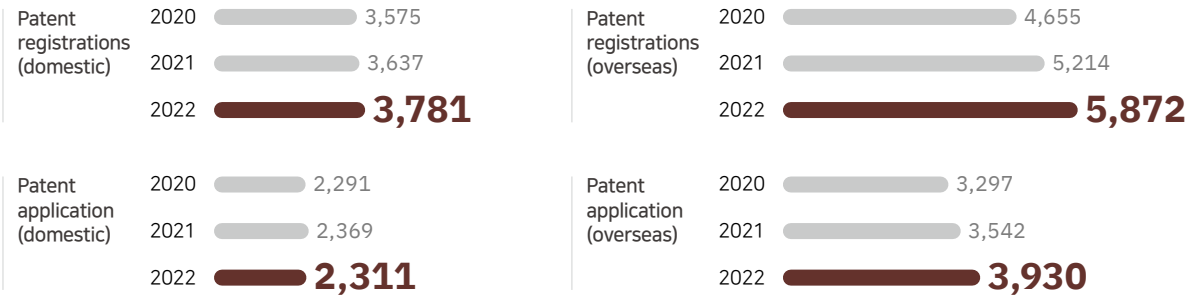 Patent
registrations
(domestic)
2020 3,575
2021 3,637
2022 3,781
Patent
registrations
(overseas)
2020 4,655
2021 5,214
2022 5,872
Patent
application
(domestic)
2020 2,291
2021 2,369
2022 2,311
Patent
application
(overseas)
2020 3,297
2021 3,542
2022 3,930